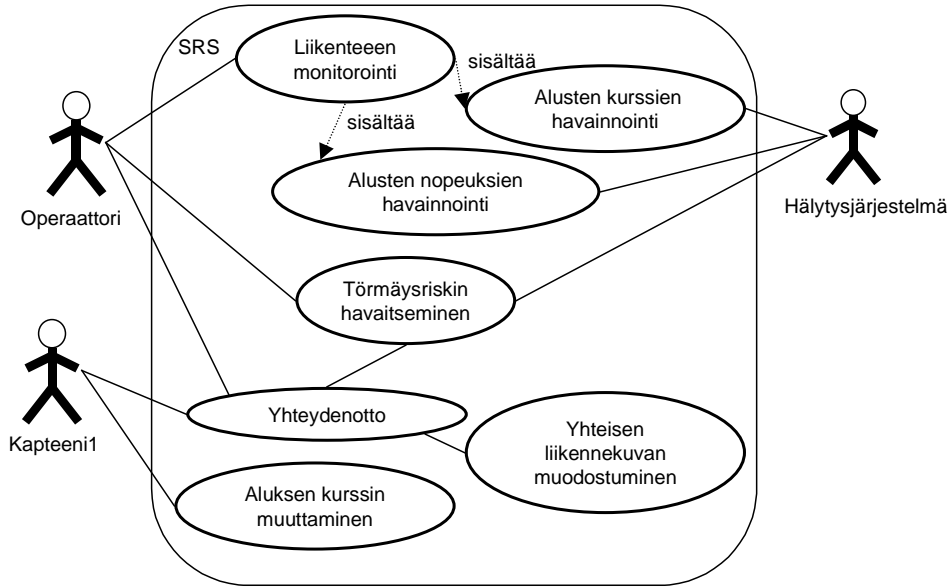 SRS
Liikenteeen
monitorointi
sisältää
Alusten kurssien
havainnointi
sisältää
Alusten nopeuksien
havainnointi
Operaattori
Hälytysjärjestelmä
Törmäysriskin
havaitseminen
Kapteeni1
Yhteydenotto
Yhteisen
liikennekuvan
muodostuminen
Aluksen kurssin
muuttaminen